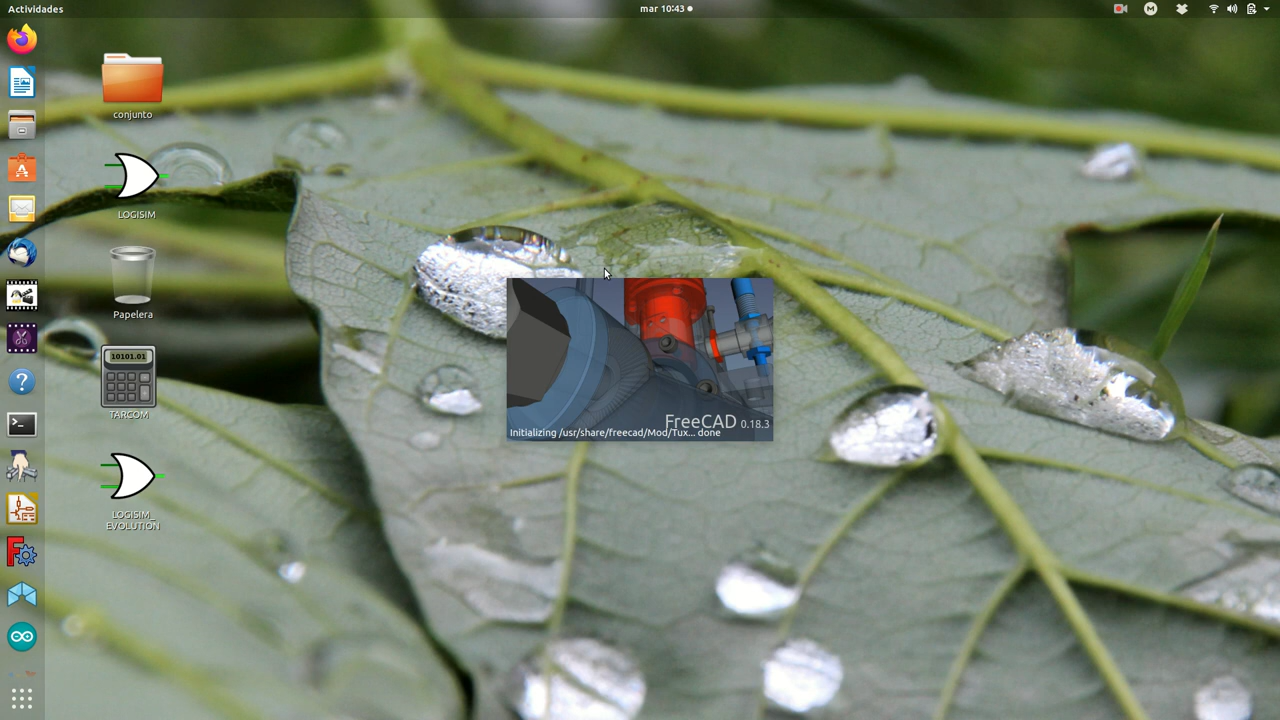 Actividades
mar 10:43
conjunto
LOGISIM
Papelera
10101.01
TARCOM
LOGISIM_
EVOLUTION
FreeCAD 0.18.3
Initializing /usr/share/freecad/Mod/Tux... done